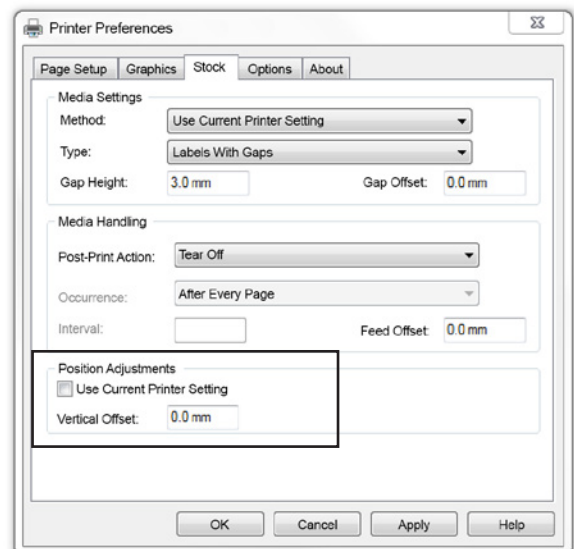 Printer Preferences
Page Setup Graphics Stock Options About
Media Settings
Method: Use Current Printer Setting
Type: Labels With Gaps
Gap Height: 3.0 mm Gap Offset: 0.0 mm
Media Handling
Post-Print Action: Tear Off
Occurrence: After Every Page
Interval: Feed Offset: 0.0 mm
Position Adjustments
Use Current Printer Setting
Vertical Offset: 0.0 mm
OK Cancel Apply Help